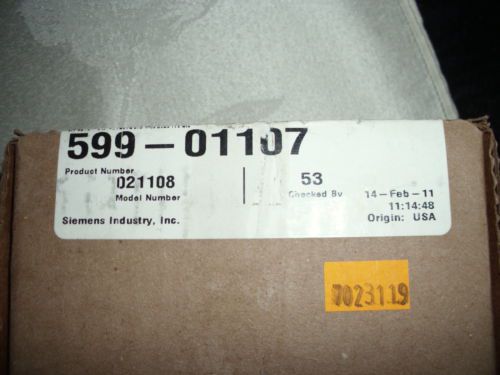 599-01107
Product Number
021108
Model Number
53
Checked By
14-Feb-11
11:14:48
Siemens Industry, Inc.
Origin: USA
7023119